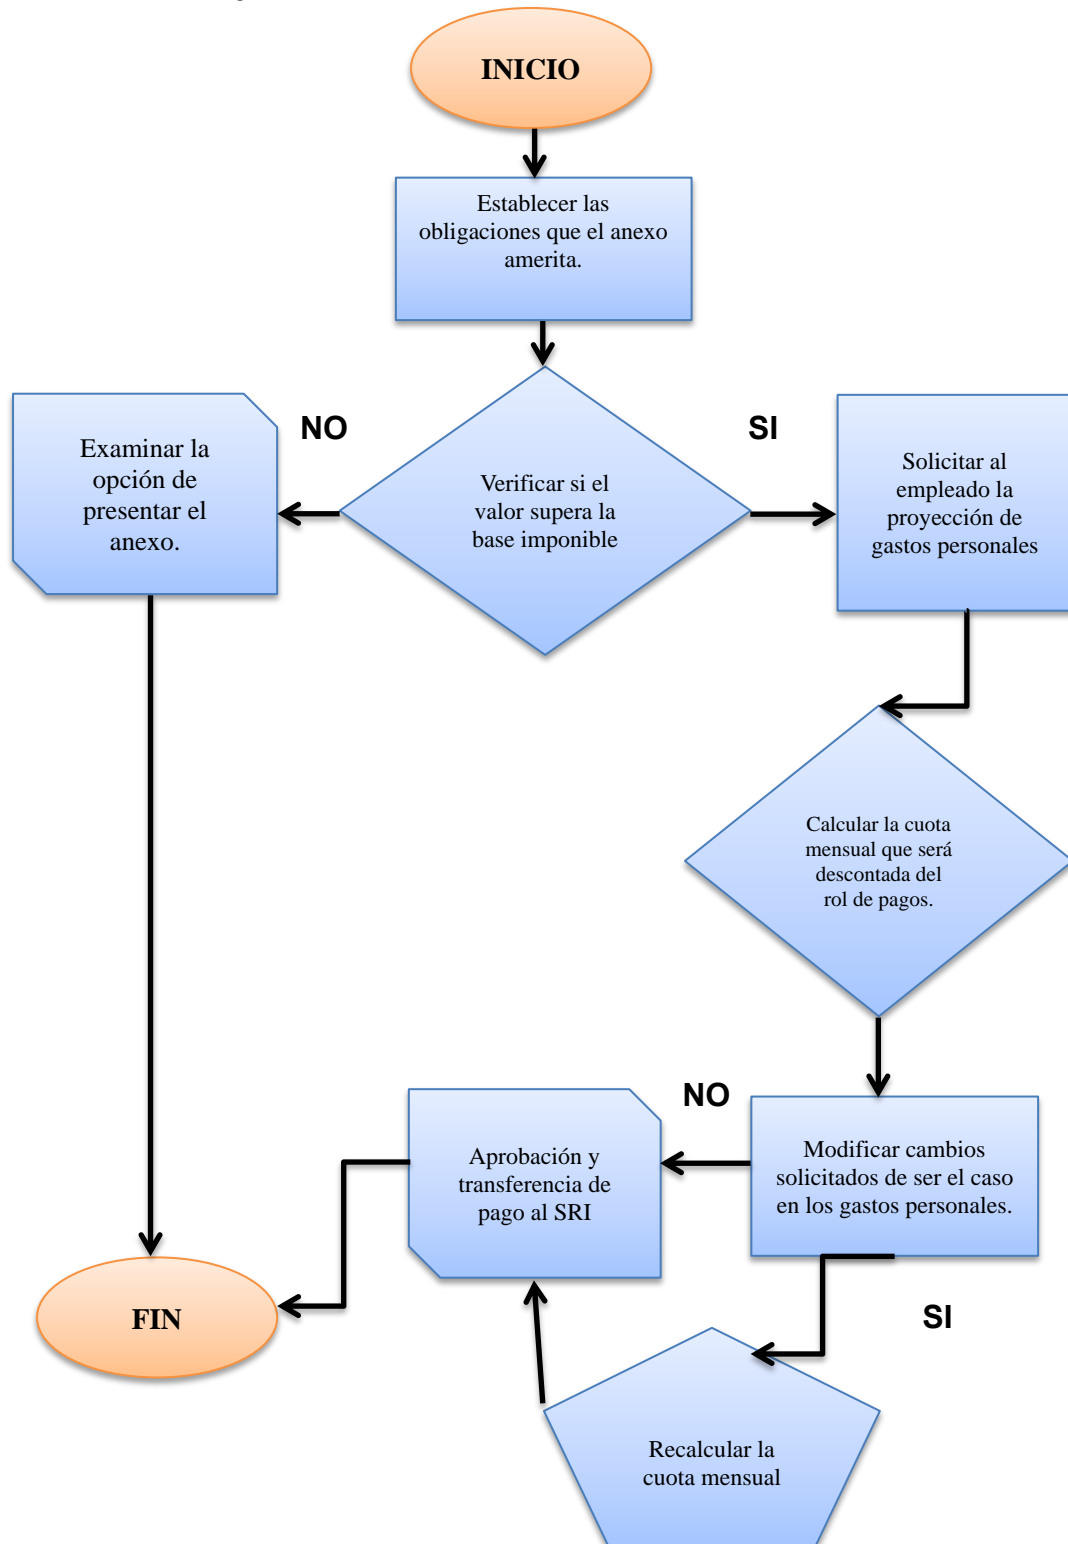 INICIO
Establecer las
obligaciones que el anexo
amerita.
NO
SI
Examinar la
opción de
presentar el
anexo.
Verificar si el
valor supera la
base imponible
Solicitar al
empleado la
proyección de
gastos personales
Calcular la cuota
mensual que será
descontada del
rol de pagos.
NO
Modificar cambios
solicitados de ser el caso
en los gastos personales.
Aprobación y
transferencia de
pago al SRI
FIN
SI
Recalcular la
cuota mensual